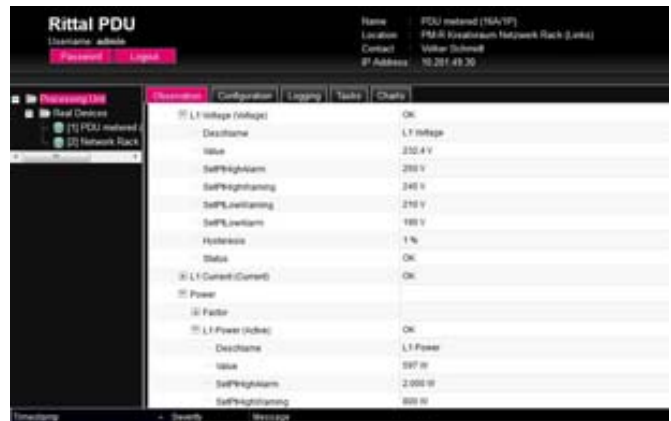 Rittal PDU
Username: admin
Password Logout
Name : PDU metered (16A/1P)
Location : PM-R Kreativraum Netzwerk Rack (Links)
Contact : Volker Schmidt
IP Address : 10.201.49.30
Processing Unit
Real Devices
[1] PDU metered
[2] Network Rack
Observation Configuration Logging Tasks Charts
L1 Voltage (Voltage) OK
DescName L1 Voltage
Value 232.4 V
SetPtHighAlarm 250 V
SetPtHighWarning 240 V
SetPtLowWarning 210 V
SetPtLowAlarm V
Hysteresis 1 %
Status OK
L1 Current (Current) OK
Power
Factor
L1 Power (Active) OK
DescName L1 Power
Value 597 W
SetPtHighAlarm 2.000 W
SetPtHighWarning 800 W
Timestamp Severity Message